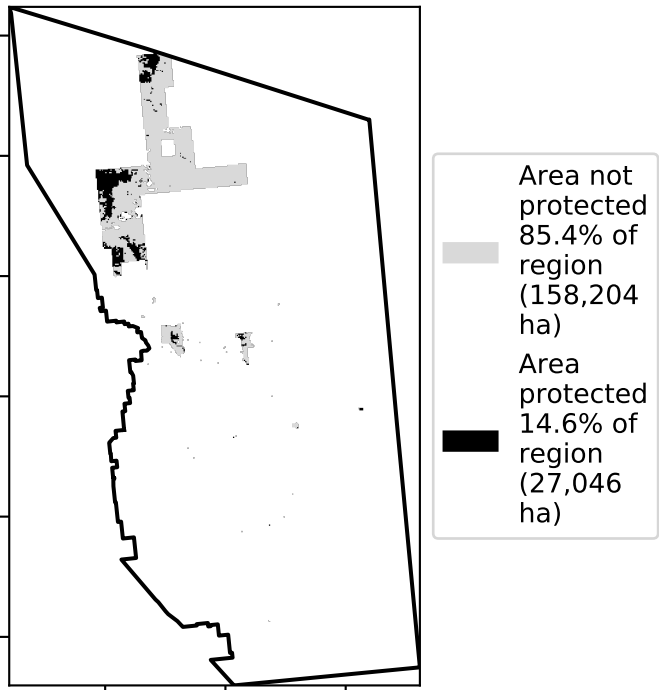 Area not
protected
85.4% of
region
(158,204
ha)
Area
protected
14.6% of
region
(27,046
ha)